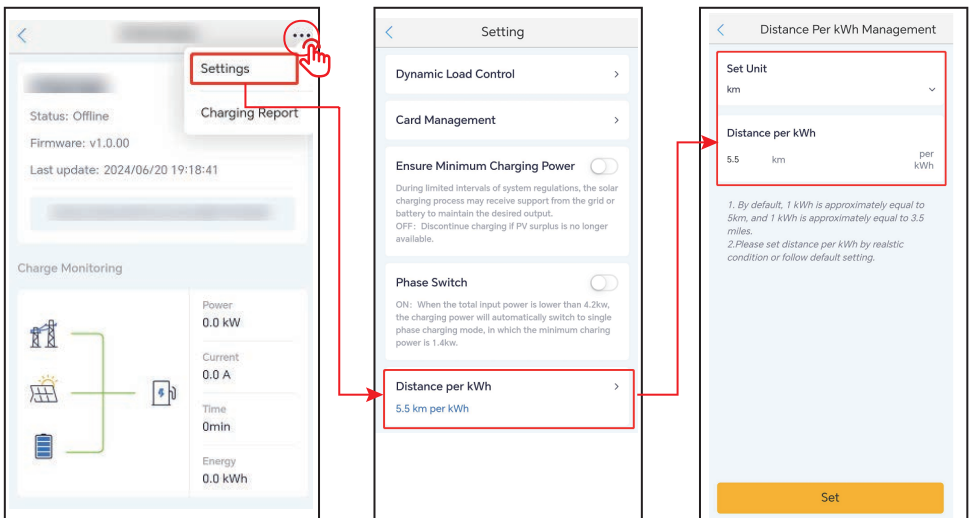 Settings
Charging Report
Status: Offline
Firmware: v1.0.00
Last update: 2024/06/20 19:18:41
Charge Monitoring
Power
0.0 kW
Current
0.0 A
Time
0min
Energy
0.0 kWh
Setting
Dynamic Load Control
Card Management
Ensure Minimum Charging Power
During limited intervals of system regulations, the solar
charging process may receive support from the grid or
battery to maintain the desired output.
OFF: Discontinue charging if PV surplus is no longer
available.
Phase Switch
ON: When the total input power is lower than 4.2kw,
the charging power will automatically switch to single
phase charging mode, in which the minimum charing
power is 1.4kw.
Distance per kWh
5.5 km per kWh
Distance Per kWh Management
Set Unit
km
Distance per kWh
5.5 km per
kWh
1. By default, 1 kWh is approximately equal to
5km, and 1 kWh is approximately equal to 3.5
miles.
2.Please set distance per kWh by realstic
condition or follow default setting.
Set